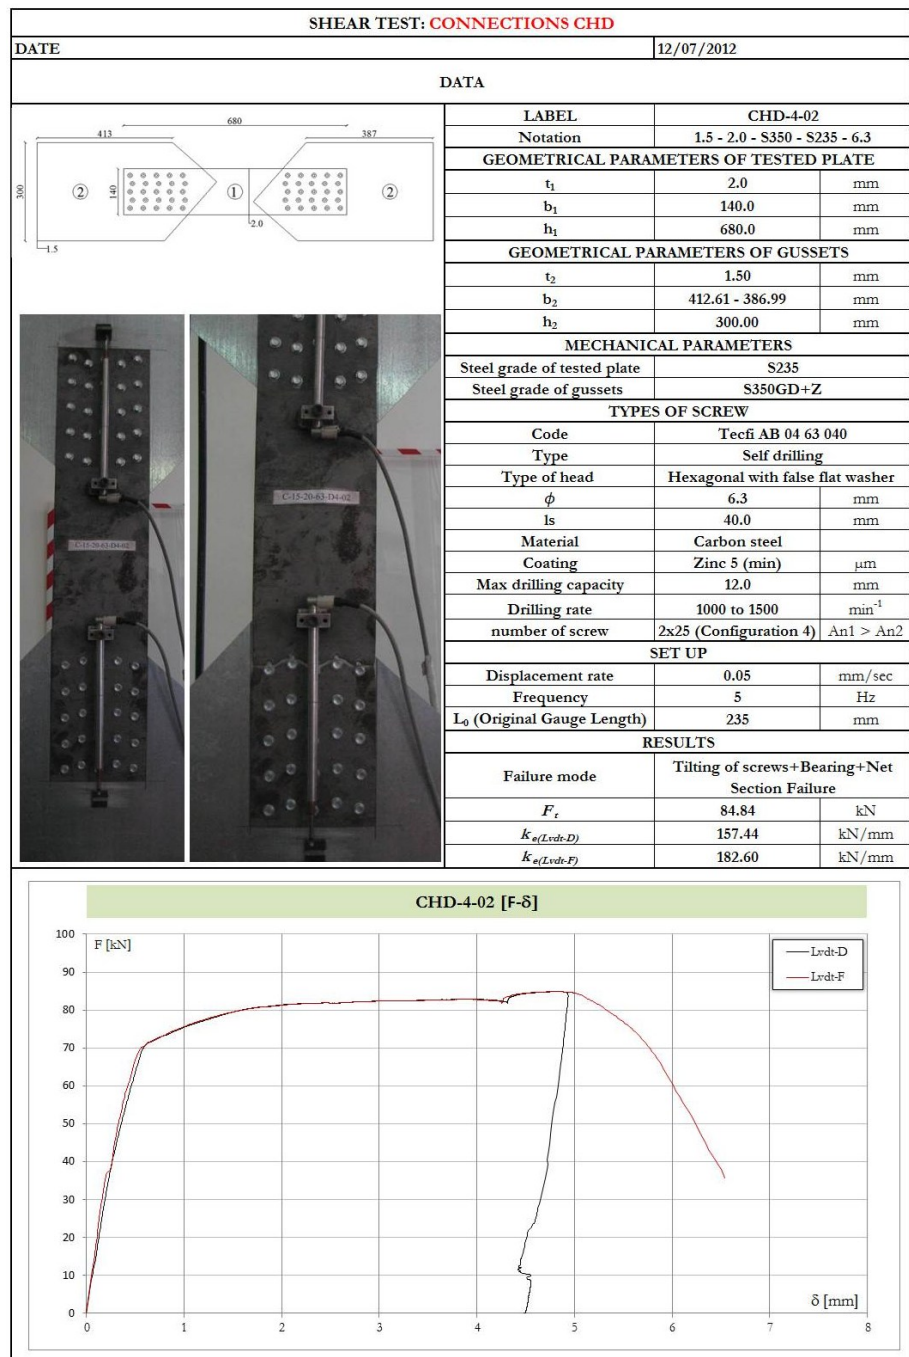 SHEAR TEST: CONNECTIONS CHD
DATE 12/07/2012
DATA
680
413 387
300
140
2 1 2
2.0
1.5
LABEL CHD-4-02
Notation 1.5 - 2.0 - S350 - S235 - 6.3
GEOMETRICAL PARAMETERS OF TESTED PLATE
t₁ 2.0 mm
b₁ 140.0 mm
h₁ 680.0 mm
GEOMETRICAL PARAMETERS OF GUSSETS
t₂ 1.50 mm
b₂ 412.61 - 386.99 mm
h₂ 300.00 mm
MECHANICAL PARAMETERS
Steel grade of tested plate S235
Steel grade of gussets S350GD+Z
TYPES OF SCREW
Code Tecfi AB 04 63 040
Type Self drilling
Type of head Hexagonal with false flat washer
ϕ 6.3 mm
ls 40.0 mm
Material Carbon steel
Coating Zinc 5 (min) μm
Max drilling capacity 12.0 mm
Drilling rate 1000 to 1500 min⁻¹
number of screw 2x25 (Configuration 4) An1 > An2
SET UP
Displacement rate 0.05 mm/sec
Frequency 5 Hz
L₀ (Original Gauge Length) 235 mm
RESULTS
Failure mode Tilting of screws+Bearing+Net
Section Failure
Fₜ 84.84 kN
kₑ(Lvdt-D) 157.44 kN/mm
kₑ(Lvdt-F) 182.60 kN/mm
C-15-20-63-D4-02
C-15-20-63-D4-02
CHD-4-02 [F-δ]
F [kN]
100
90
80
70
60
50
40
30
20
10
0
0 1 2 3 4 5 6 7 8
δ [mm]
Lvdt-D
Lvdt-F